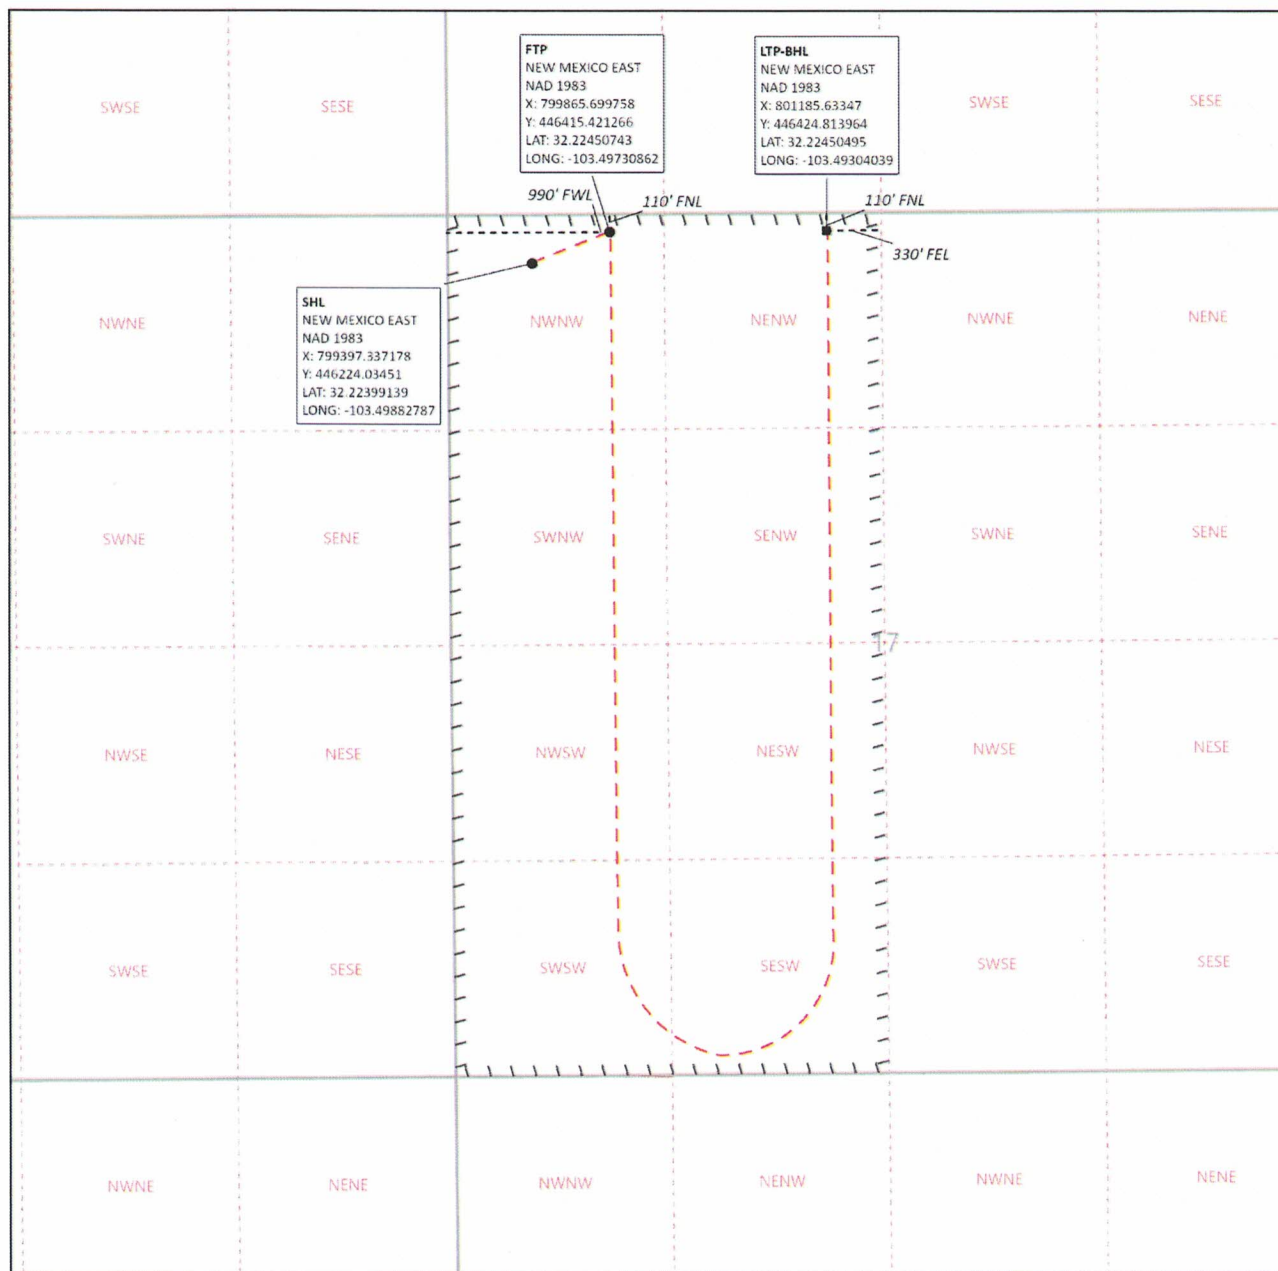 FTP
NEW MEXICO EAST
NAD 1983
X: 799865.699758
Y: 446415.421266
LAT: 32.22450743
LONG: -103.49730862
LTP-BHL
NEW MEXICO EAST
NAD 1983
X: 801185.63347
Y: 446424.813964
LAT: 32.22450495
LONG: -103.49304039
SWSE
SESE
SWSE
SESE
990' FWL
110' FNL
110' FNL
330' FEL
SHL
NEW MEXICO EAST
NAD 1983
X: 799397.337178
Y: 446224.03451
LAT: 32.22399139
LONG: -103.49882787
NWNE
NWNW
NENW
NWNE
NENE
SWNE
SENE
SWNW
SENW
SWNE
SENE
17
NWSE
NESE
NWSW
NESW
NWSE
NESE
SWSE
SESE
SWSW
SESW
SWSE
SESE
NWNE
NENE
NWNW
NENW
NWNE
NENE